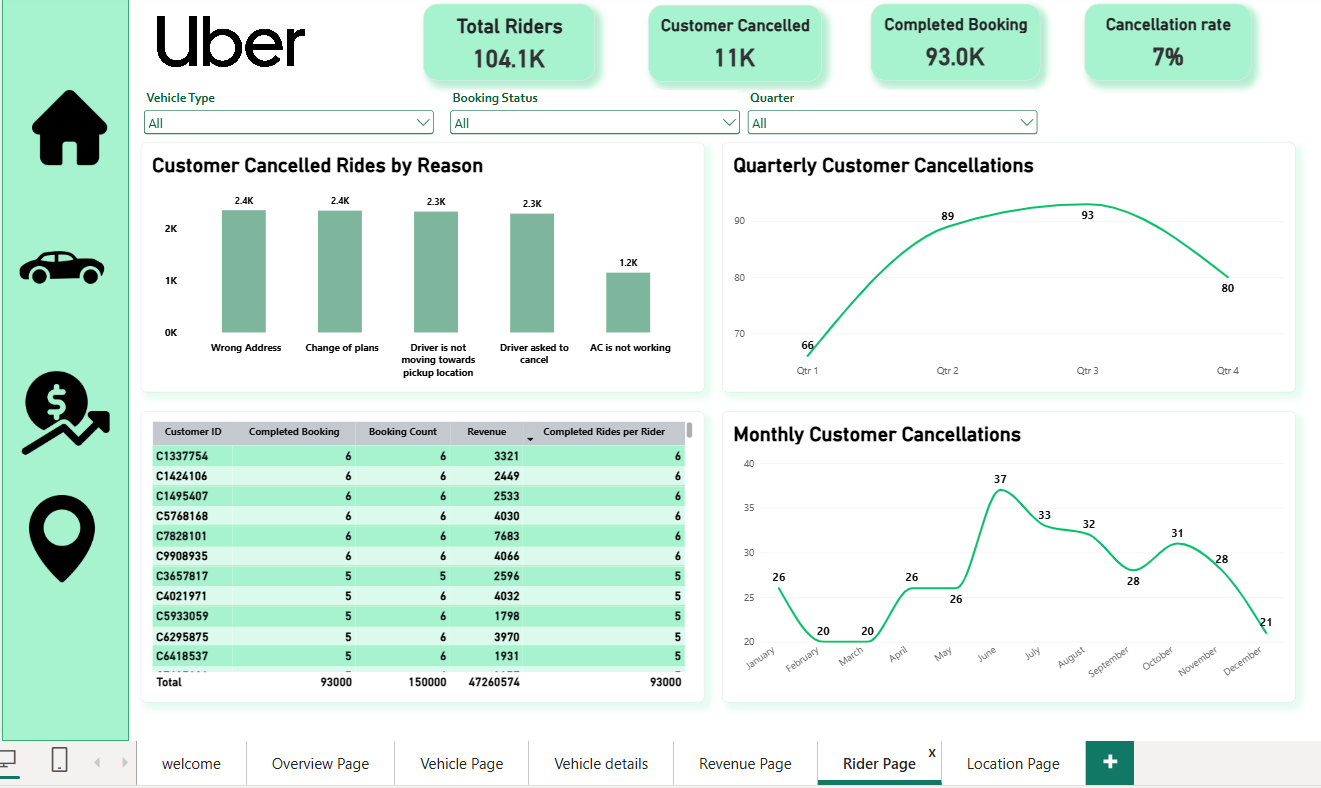 Uber
Total Riders
104.1K
Customer Cancelled
11K
Completed Booking
93.0K
Cancellation rate
7%
Vehicle Type
All
Booking Status
All
Quarter
All
Customer Cancelled Rides by Reason
2K
1K
0K
2.4K
2.4K
2.3K
2.3K
1.2K
Wrong Address
Change of plans
Driver is not
moving towards
pickup location
Driver asked to
cancel
AC is not working
Quarterly Customer Cancellations
90
80
70
66
89
93
80
Qtr 1
Qtr 2
Qtr 3
Qtr 4
Customer ID Completed Booking Booking Count Revenue Completed Rides per Rider
C1337754 6 6 3321 6
C1424106 6 6 2449 6
C1495407 6 6 2533 6
C5768168 6 6 4030 6
C7828101 6 6 7683 6
C9908935 6 6 4066 6
C3657817 5 5 2596 5
C4021971 5 6 4032 5
C5933059 5 6 1798 5
C6295875 5 6 3970 5
C6418537 5 6 1931 5
Total 93000 150000 47260574 93000
Monthly Customer Cancellations
40
35
30
25
20
26
20
20
26
26
37
33
32
28
31
28
21
January
February
March
April
May
June
July
August
September
October
November
December
$
welcome
Overview Page
Vehicle Page
Vehicle details
Revenue Page
Rider Page
x
Location Page
+